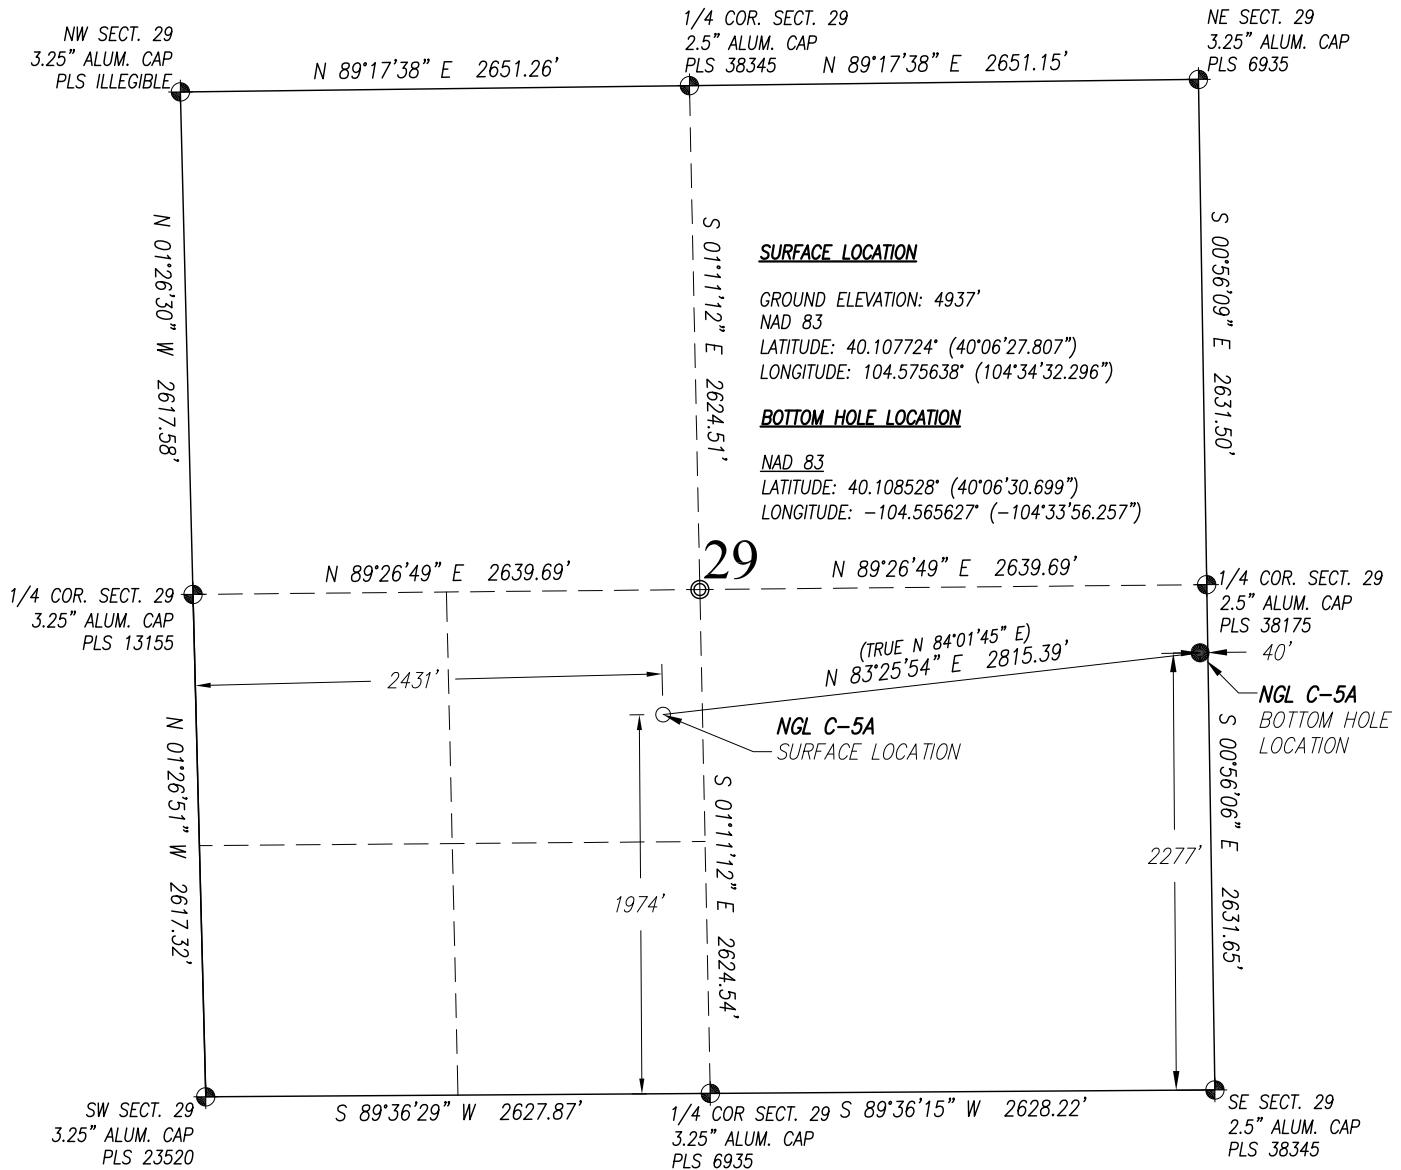 NW SECT. 29
3.25" ALUM. CAP
PLS ILLEGIBLE
1/4 COR. SECT. 29
2.5" ALUM. CAP
PLS 38345
NE SECT. 29
3.25" ALUM. CAP
PLS 6935
N 89°17'38" E 2651.26'
N 89°17'38" E 2651.15'
N 01°26'30" W 2617.58'
S 01°11'12" E 2624.51'
S 00°56'09" E 2631.50'
SURFACE LOCATION
GROUND ELEVATION: 4937'
NAD 83
LATITUDE: 40.107724° (40°06'27.807")
LONGITUDE: 104.575638° (104°34'32.296")
BOTTOM HOLE LOCATION
NAD 83
LATITUDE: 40.108528° (40°06'30.699")
LONGITUDE: -104.565627° (-104°33'56.257")
29
N 89°26'49" E 2639.69'
N 89°26'49" E 2639.69'
1/4 COR. SECT. 29
3.25" ALUM. CAP
PLS 13155
1/4 COR. SECT. 29
2.5" ALUM. CAP
PLS 38175
(TRUE N 84°01'45" E)
N 83°25'54" E 2815.39'
40'
2431'
NGL C-5A
SURFACE LOCATION
NGL C-5A
BOTTOM HOLE
LOCATION
N 01°26'51" W 2617.32'
S 01°11'12" E 2624.54'
S 00°56'06" E 2631.65'
1974'
2277'
SW SECT. 29
3.25" ALUM. CAP
PLS 23520
S 89°36'29" W 2627.87'
1/4 COR SECT. 29
3.25" ALUM. CAP
PLS 6935
S 89°36'15" W 2628.22'
SE SECT. 29
2.5" ALUM. CAP
PLS 38345